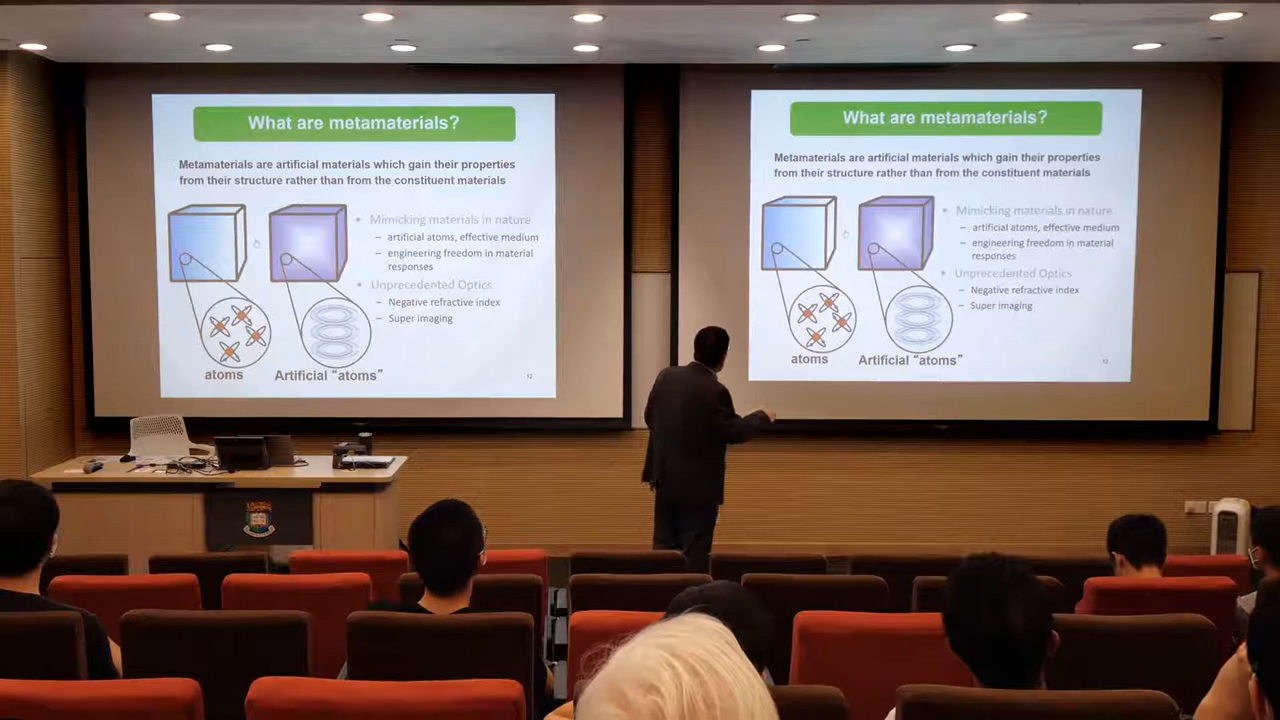 What are metamaterials?
Metamaterials are artificial materials which gain their properties
from their structure rather than from the constituent materials
• Mimicking materials in nature
– artificial atoms, effective medium
– engineering freedom in material
responses
• Unprecedented Optics
– Negative refractive index
– Super imaging
atoms
Artificial “atoms”
12
What are metamaterials?
Metamaterials are artificial materials which gain their properties
from their structure rather than from the constituent materials
• Mimicking materials in nature
– artificial atoms, effective medium
– engineering freedom in material
responses
• Unprecedented Optics
– Negative refractive index
– Super imaging
atoms
Artificial “atoms”
12